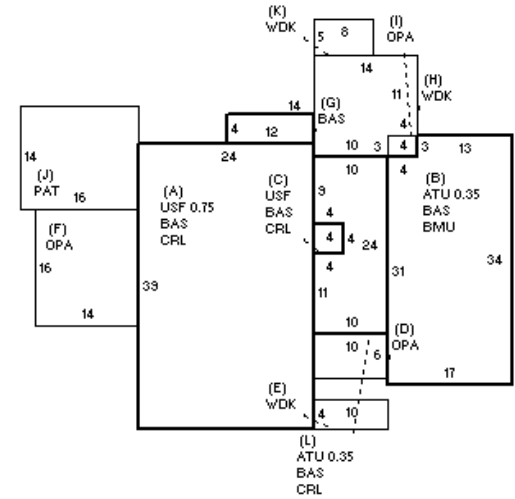 (K)
WDK
5
8
(I)
OPA
14
11
(H)
WDK
14
(G)
BAS
4
12
4
10
3
4
3
13
24
14
(J)
PAT
16
(A)
USF 0.75
BAS
CRL
(C)
USF
BAS
CRL
10
9
4
4
4
4
24
4
(B)
ATU 0.35
BAS
BMU
34
31
(F)
OPA
16
14
39
11
10
10
6
(D)
OPA
17
(E)
WDK
4
10
(L)
ATU 0.35
BAS
CRL